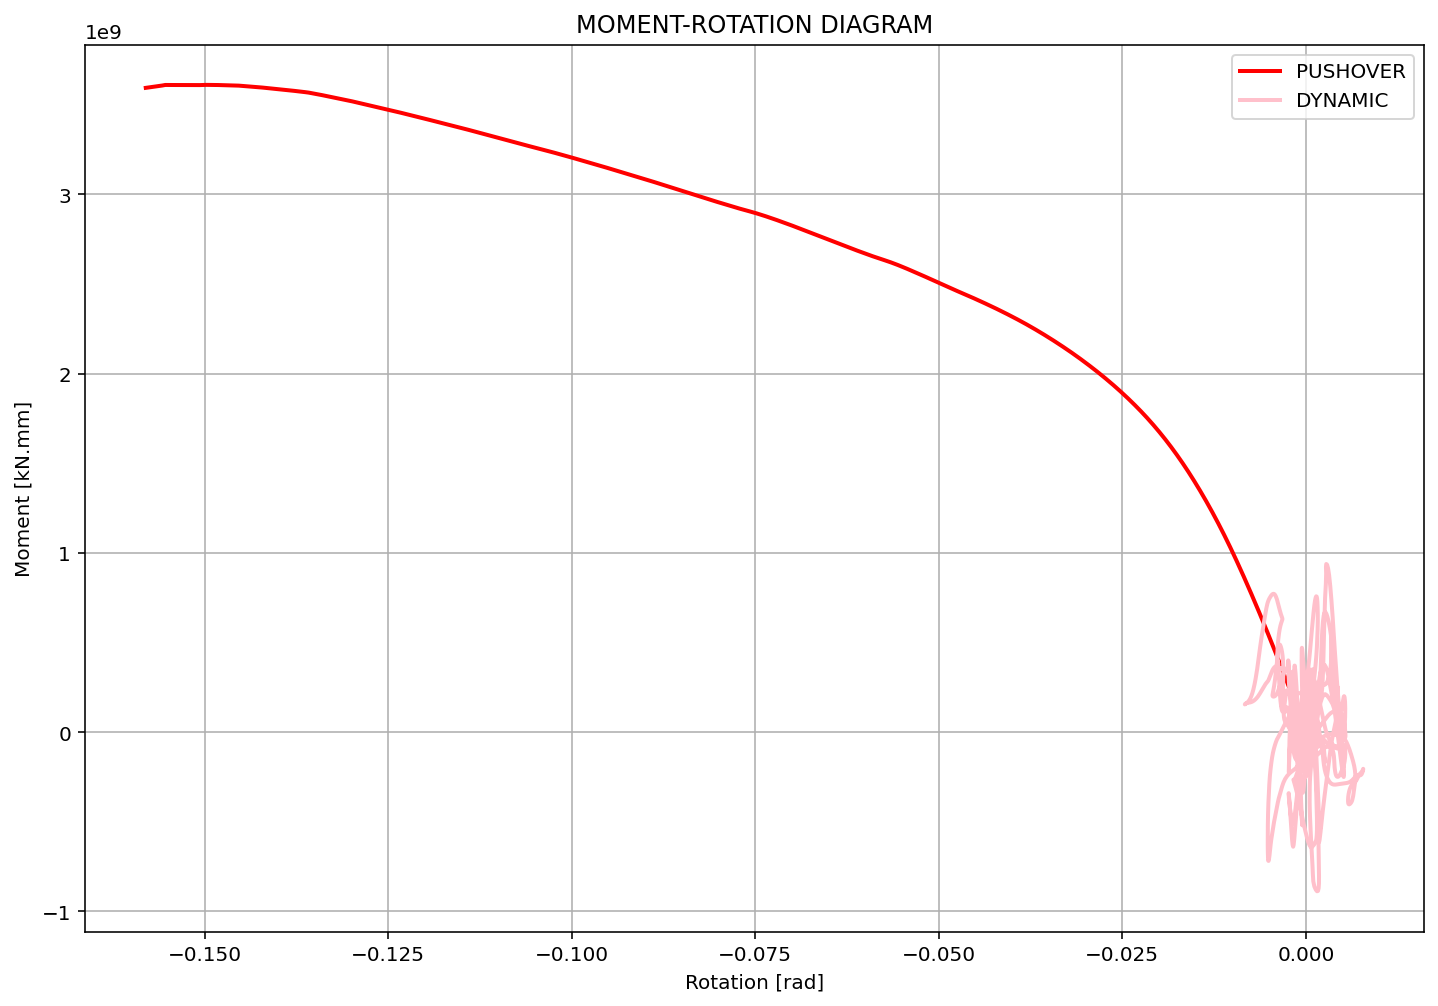 MOMENT-ROTATION DIAGRAM
1e9
PUSHOVER
DYNAMIC
3
2
1
0
−1
Moment [kN.mm]
−0.150 −0.125 −0.100 −0.075 −0.050 −0.025 0.000
Rotation [rad]